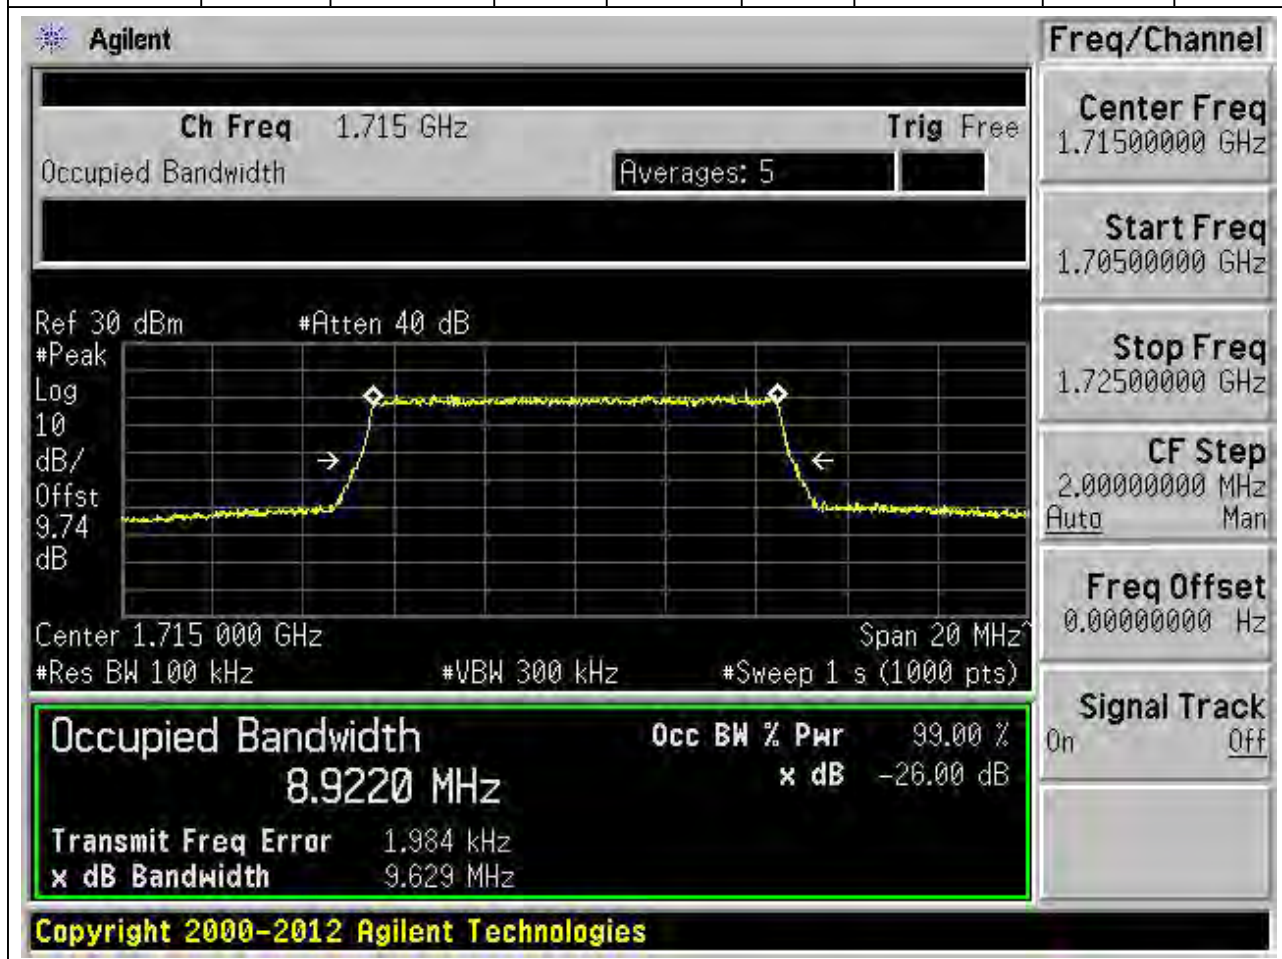 Agilent
Freq/Channel
Ch Freq 1.715 GHz
Trig Free
Occupied Bandwidth
Averages: 5
Center Freq
1.71500000 GHz
Start Freq
1.70500000 GHz
Stop Freq
1.72500000 GHz
CF Step
2.00000000 MHz
Auto Man
Freq Offset
0.00000000 Hz
Signal Track
On Off
Ref 30 dBm #Atten 40 dB
#Peak
Log
10
dB/
Offst
9.74
dB
Center 1.715 000 GHz Span 20 MHz^
#Res BW 100 kHz #VBW 300 kHz #Sweep 1 s (1000 pts)
Occupied Bandwidth
8.9220 MHz
Occ BW % Pwr 99.00 %
x dB -26.00 dB
Transmit Freq Error 1.984 kHz
x dB Bandwidth 9.629 MHz
Copyright 2000-2012 Agilent Technologies